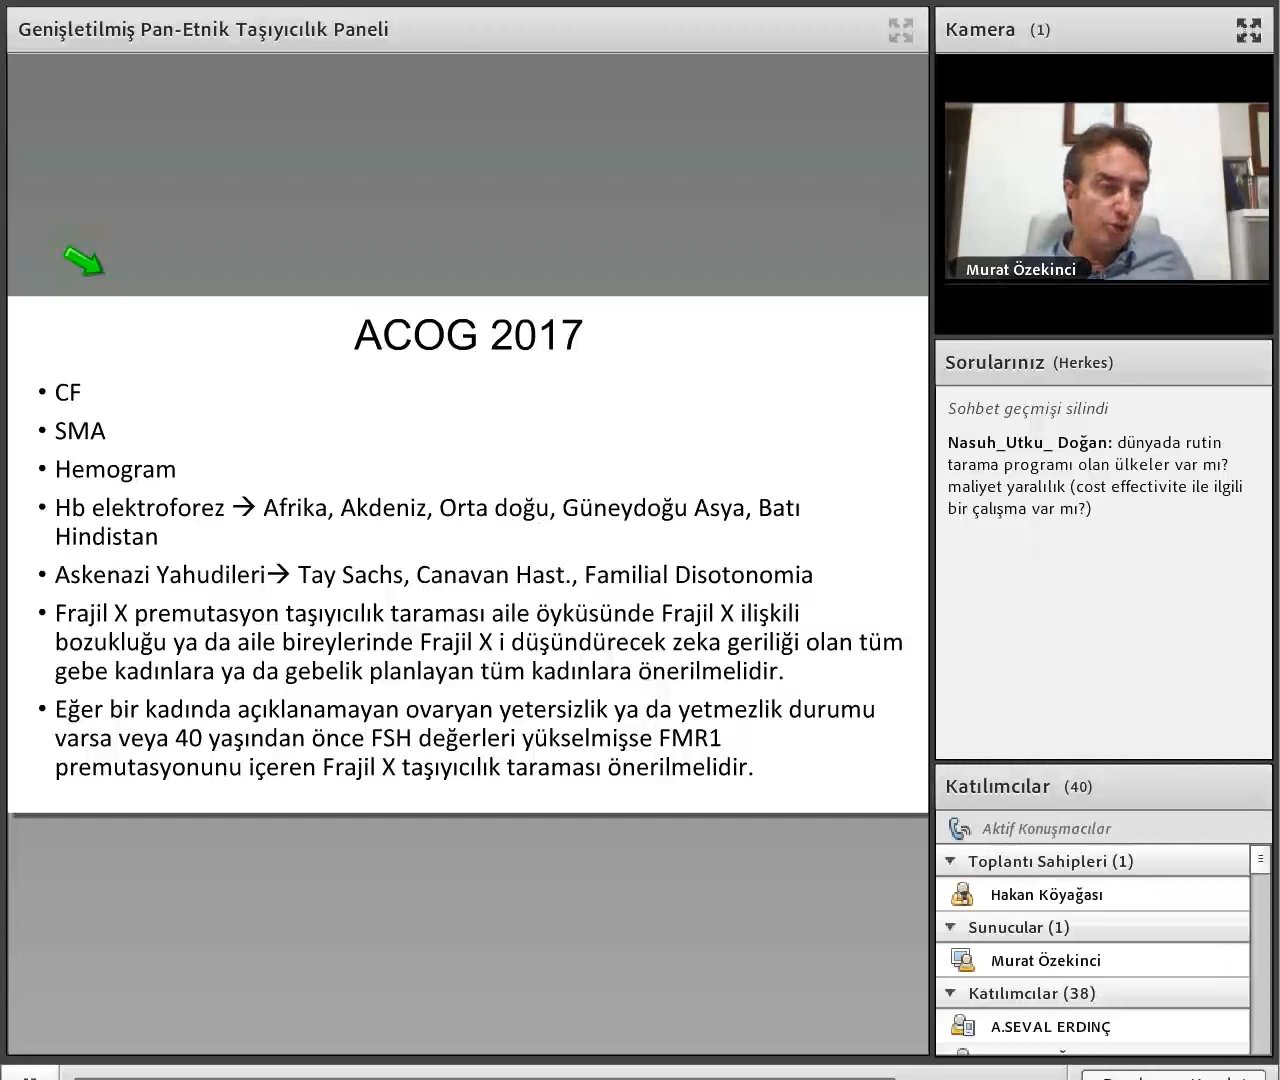 Genişletilmiş Pan-Etnik Taşıyıcılık Paneli
ACOG 2017
• CF
• SMA
• Hemogram
• Hb elektroforez → Afrika, Akdeniz, Orta doğu, Güneydoğu Asya, Batı
Hindistan
• Askenazi Yahudileri→ Tay Sachs, Canavan Hast., Familial Disotonomia
• Frajil X premutasyon taşıyıcılık taraması aile öyküsünde Frajil X ilişkili
bozukluğu ya da aile bireylerinde Frajil X i düşündürecek zeka geriliği olan tüm
gebe kadınlara ya da gebelik planlayan tüm kadınlara önerilmelidir.
• Eğer bir kadında açıklanamayan ovaryan yetersizlik ya da yetmezlik durumu
varsa veya 40 yaşından önce FSH değerleri yükselmişse FMR1
premutasyonunu içeren Frajil X taşıyıcılık taraması önerilmelidir.
Kamera (1)
Murat Özekinci
Sorularınız (Herkes)
Sohbet geçmişi silindi
Nasuh_Utku_ Doğan: dünyada rutin
tarama programı olan ülkeler var mı?
maliyet yaralılık (cost effectivite ile ilgili
bir çalışma var mı?)
Katılımcılar (40)
Aktif Konuşmacılar
Toplantı Sahipleri (1)
Hakan Köyağası
Sunucular (1)
Murat Özekinci
Katılımcılar (38)
A.SEVAL ERDINÇ